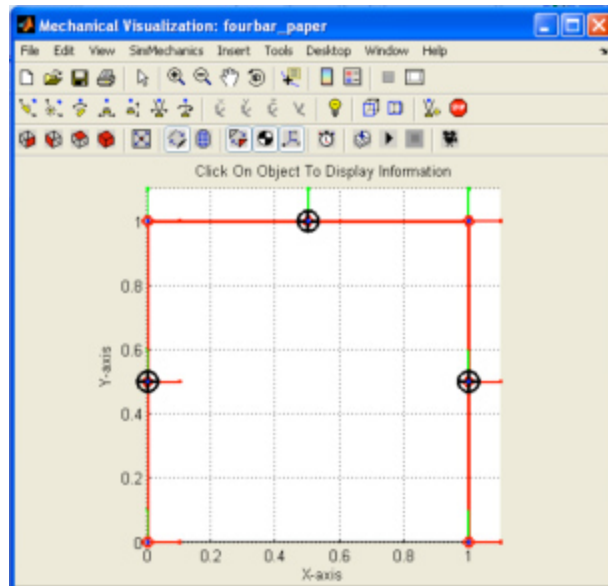 Mechanical Visualization: fourbar_paper
File Edit View SimMechanics Insert Tools Desktop Window Help
Click On Object To Display Information
1
0.8
0.6
0.4
0.2
0
Y-axis
0 0.2 0.4 0.6 0.8 1
X-axis